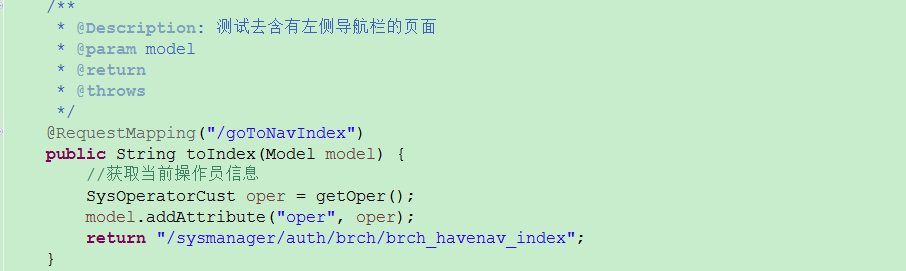 /**
 * @Description: 测试去含有左侧导航栏的页面
 * @param model
 * @return
 * @throws
 */
@RequestMapping("/goToNavIndex")
public String toIndex(Model model) {
    //获取当前操作员信息
    SysOperatorCust oper = getOper();
    model.addAttribute("oper", oper);
    return "/sysmanager/auth/brch/brch_havenav_index";
}